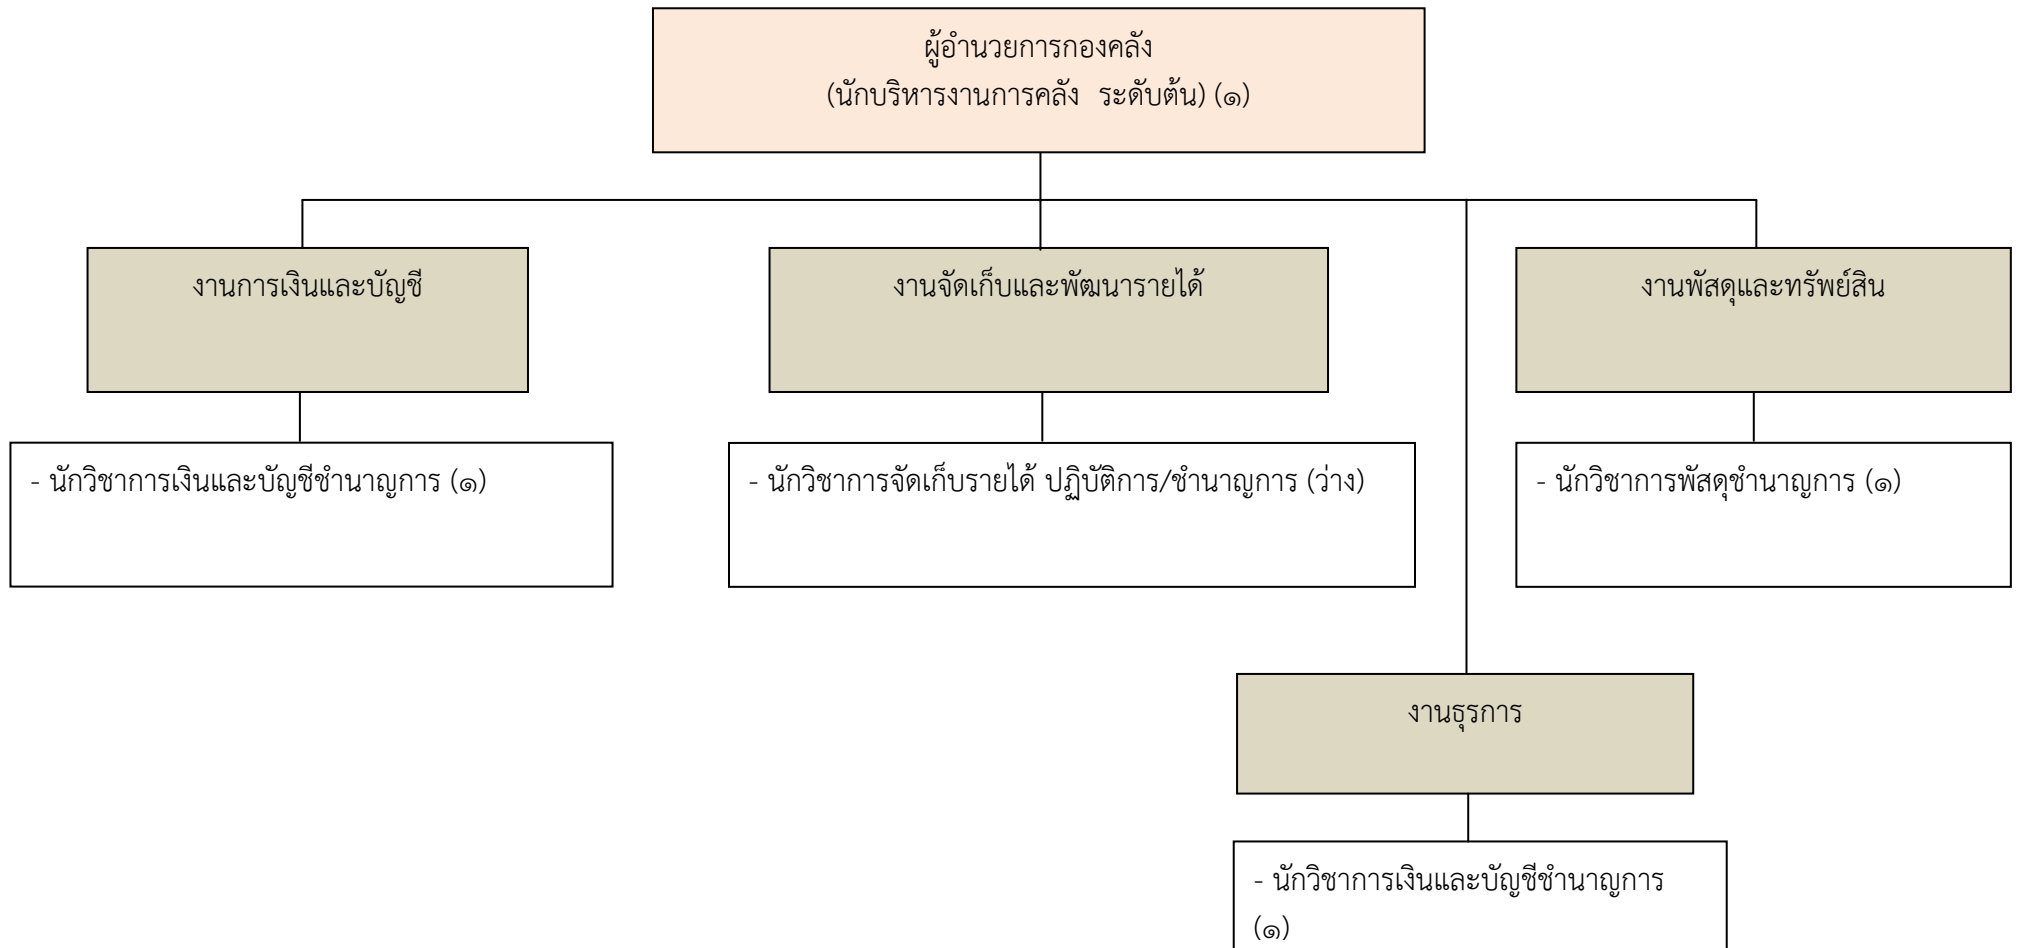 ผู้อำนวยการกองคลัง
(นักบริหารงานการคลัง ระดับต้น) (๑)
งานการเงินและบัญชี
งานจัดเก็บและพัฒนารายได้
งานพัสดุและทรัพย์สิน
- นักวิชาการเงินและบัญชีชำนาญการ (๑)
- นักวิชาการจัดเก็บรายได้ ปฏิบัติการ/ชำนาญการ (ว่าง)
- นักวิชาการพัสดุชำนาญการ (๑)
งานธุรการ
- นักวิชาการเงินและบัญชีชำนาญการ
(๑)